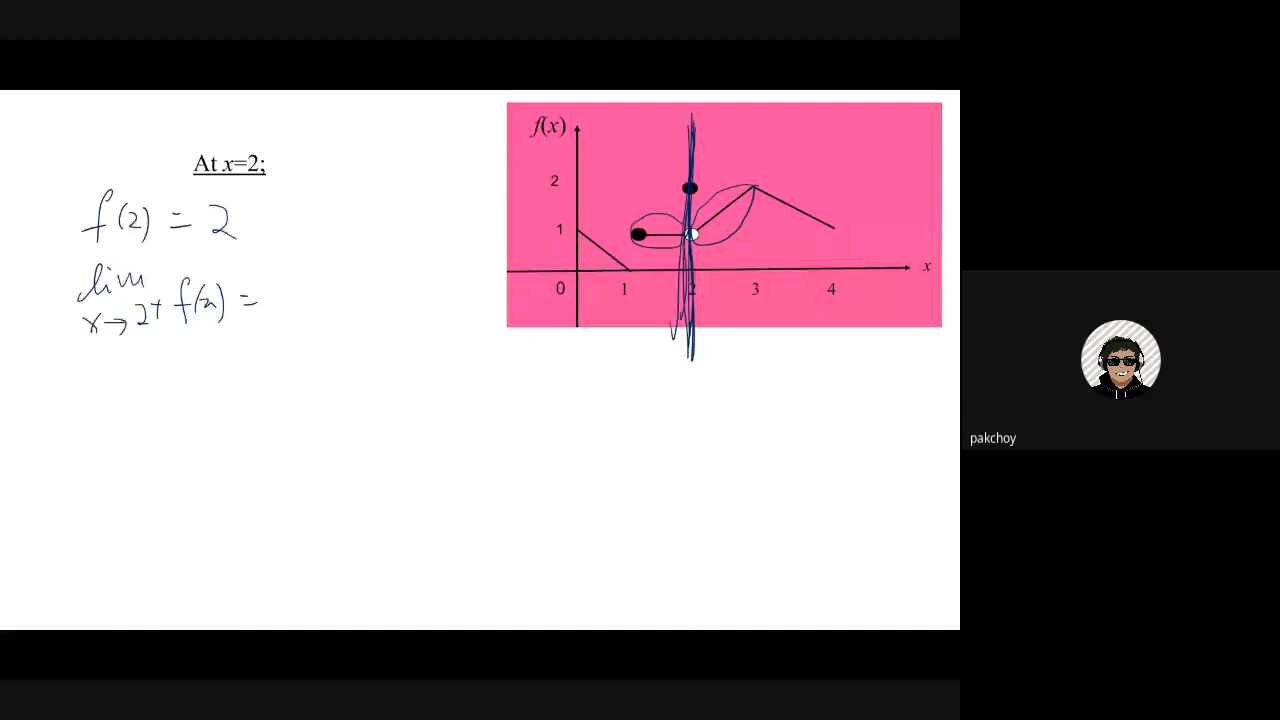 At x=2;
f(2) = 2
lim
x→2+ f(x) =
f(x)
2
1
0 1 2 3 4
x
pakchoy